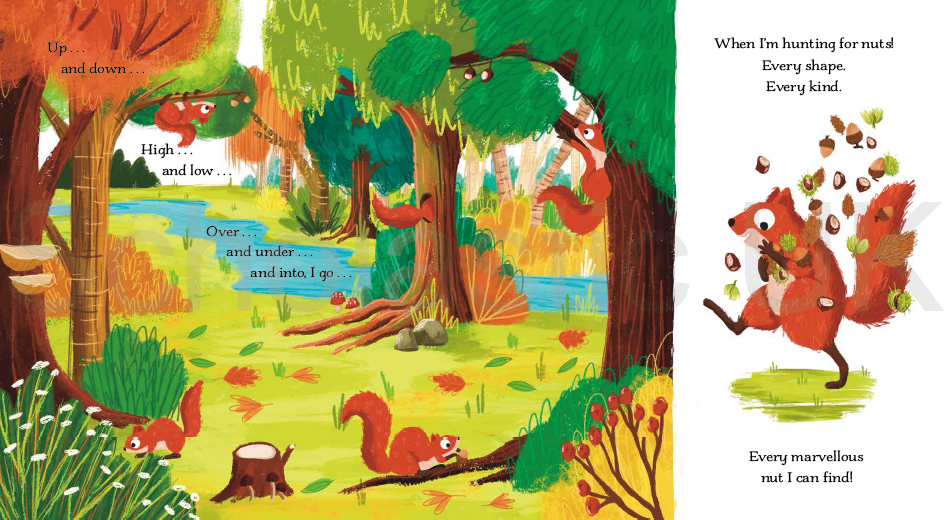 Up . . .
and down . . .
High . . .
and low . . .
Over . . .
and under . . .
and into, I go . . .
When I'm hunting for nuts!
Every shape.
Every kind.
Every marvellous
nut I can find!